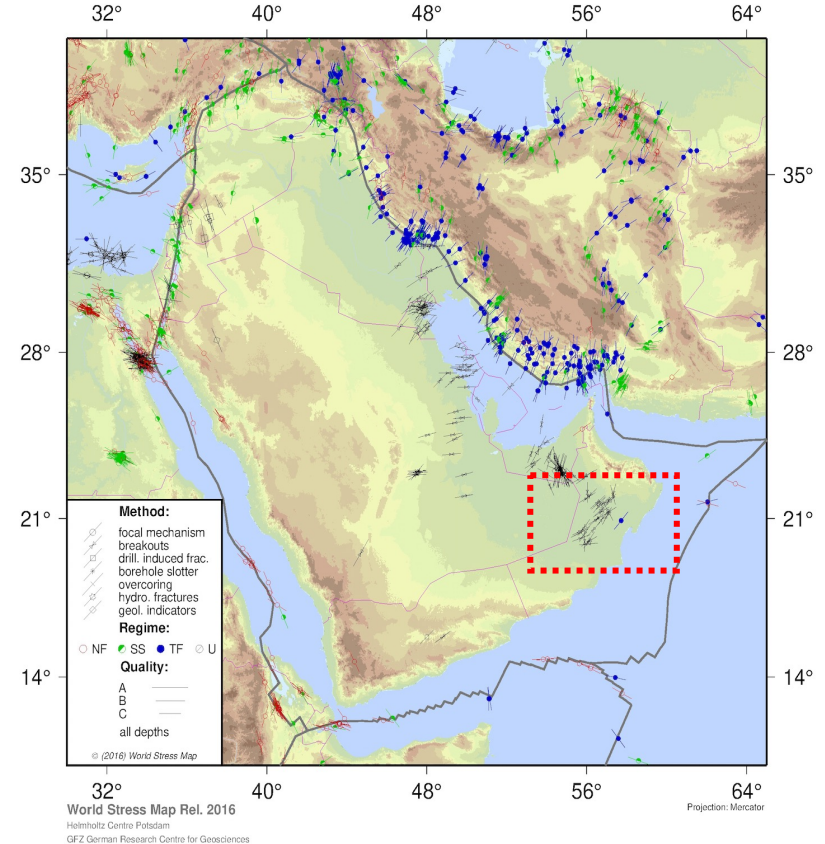 32° 40° 48° 56° 64°
35° 35°
28° 28°
21° 21°
14° 14°
Method:
focal mechanism
breakouts
drill. induced frac.
borehole slotter
overcoring
hydro. fractures
geol. indicators
Regime:
NF SS TF U
Quality:
A
B
C
all depths
© (2016) World Stress Map
32° 40° 48° 56° 64°
World Stress Map Rel. 2016
Projection: Mercator
Helmholtz Centre Potsdam
GFZ German Research Centre for Geosciences